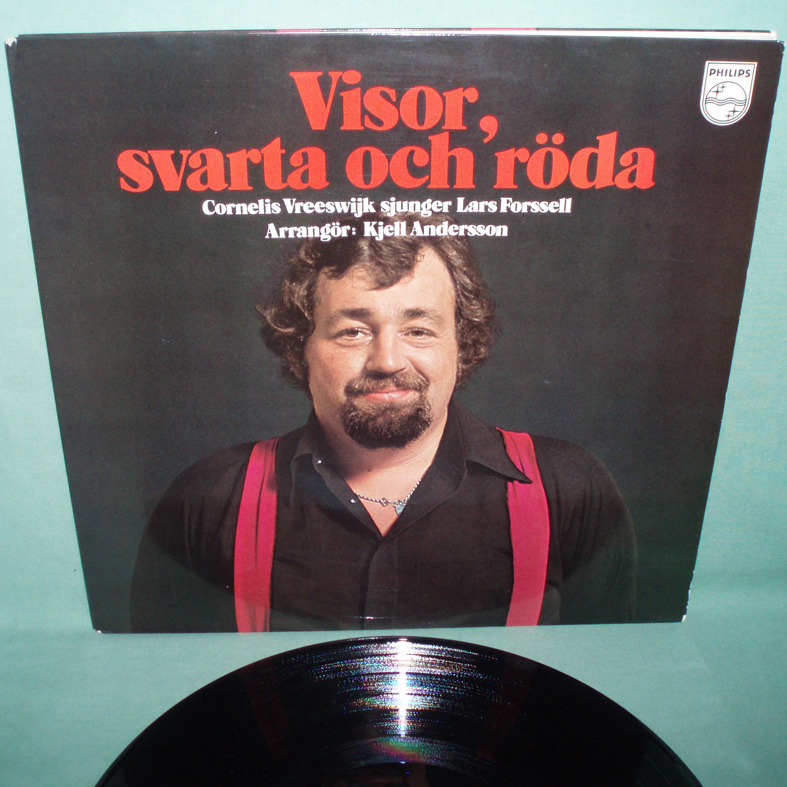 PHILIPS
Visor,
svarta och röda
Cornelis Vreeswijk sjunger Lars Forssell
Arrangör: Kjell Andersson